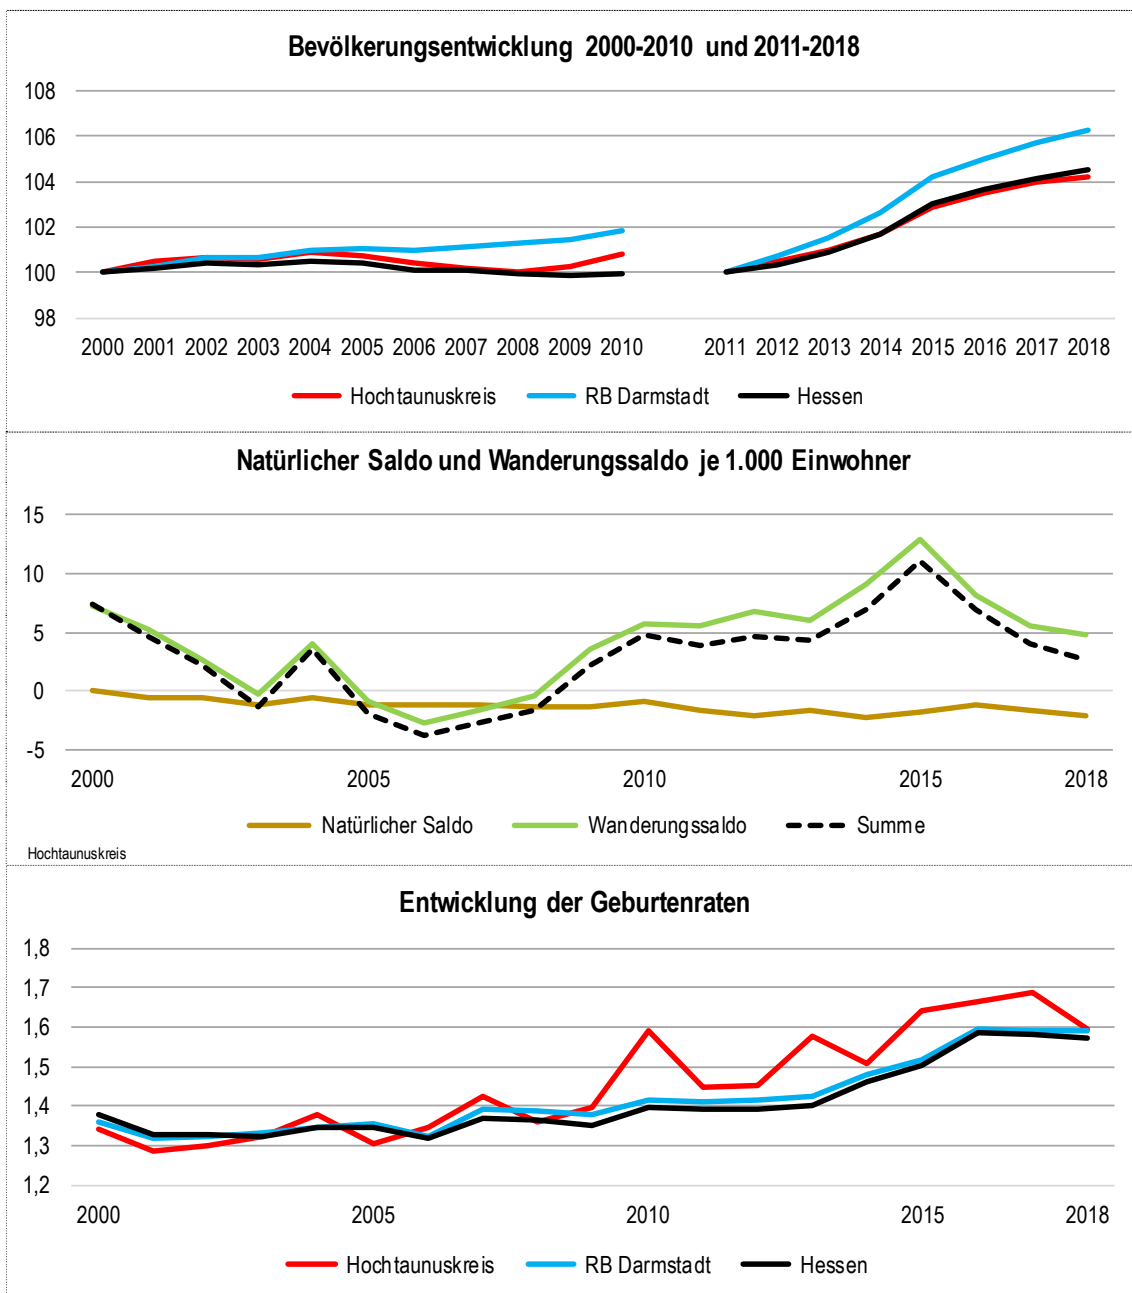 Bevölkerungsentwicklung 2000-2010 und 2011-2018
108
106
104
102
100
98
2000 2001 2002 2003 2004 2005 2006 2007 2008 2009 2010 2011 2012 2013 2014 2015 2016 2017 2018
Hochtaunuskreis RB Darmstadt Hessen
Natürlicher Saldo und Wanderungssaldo je 1.000 Einwohner
15
10
5
0
-5
2000 2005 2010 2015 2018
Natürlicher Saldo Wanderungssaldo Summe
Hochtaunuskreis
Entwicklung der Geburtenraten
1,8
1,7
1,6
1,5
1,4
1,3
1,2
2000 2005 2010 2015 2018
Hochtaunuskreis RB Darmstadt Hessen